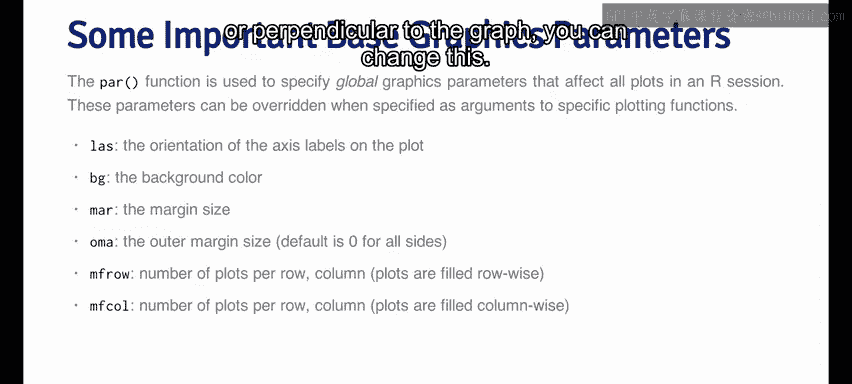 Some Important Base Graphics Parameters
or perpendicular to the graph, you can
change this.
The par() function is used to specify global graphics parameters that affect all plots in an R session.
These parameters can be overridden when specified as arguments to specific plotting functions.
· las: the orientation of the axis labels on the plot
· bg: the background color
· mar: the margin size
· oma: the outer margin size (default is 0 for all sides)
· mfrow: number of plots per row, column (plots are filled row-wise)
· mfcol: number of plots per row, column (plots are filled column-wise)